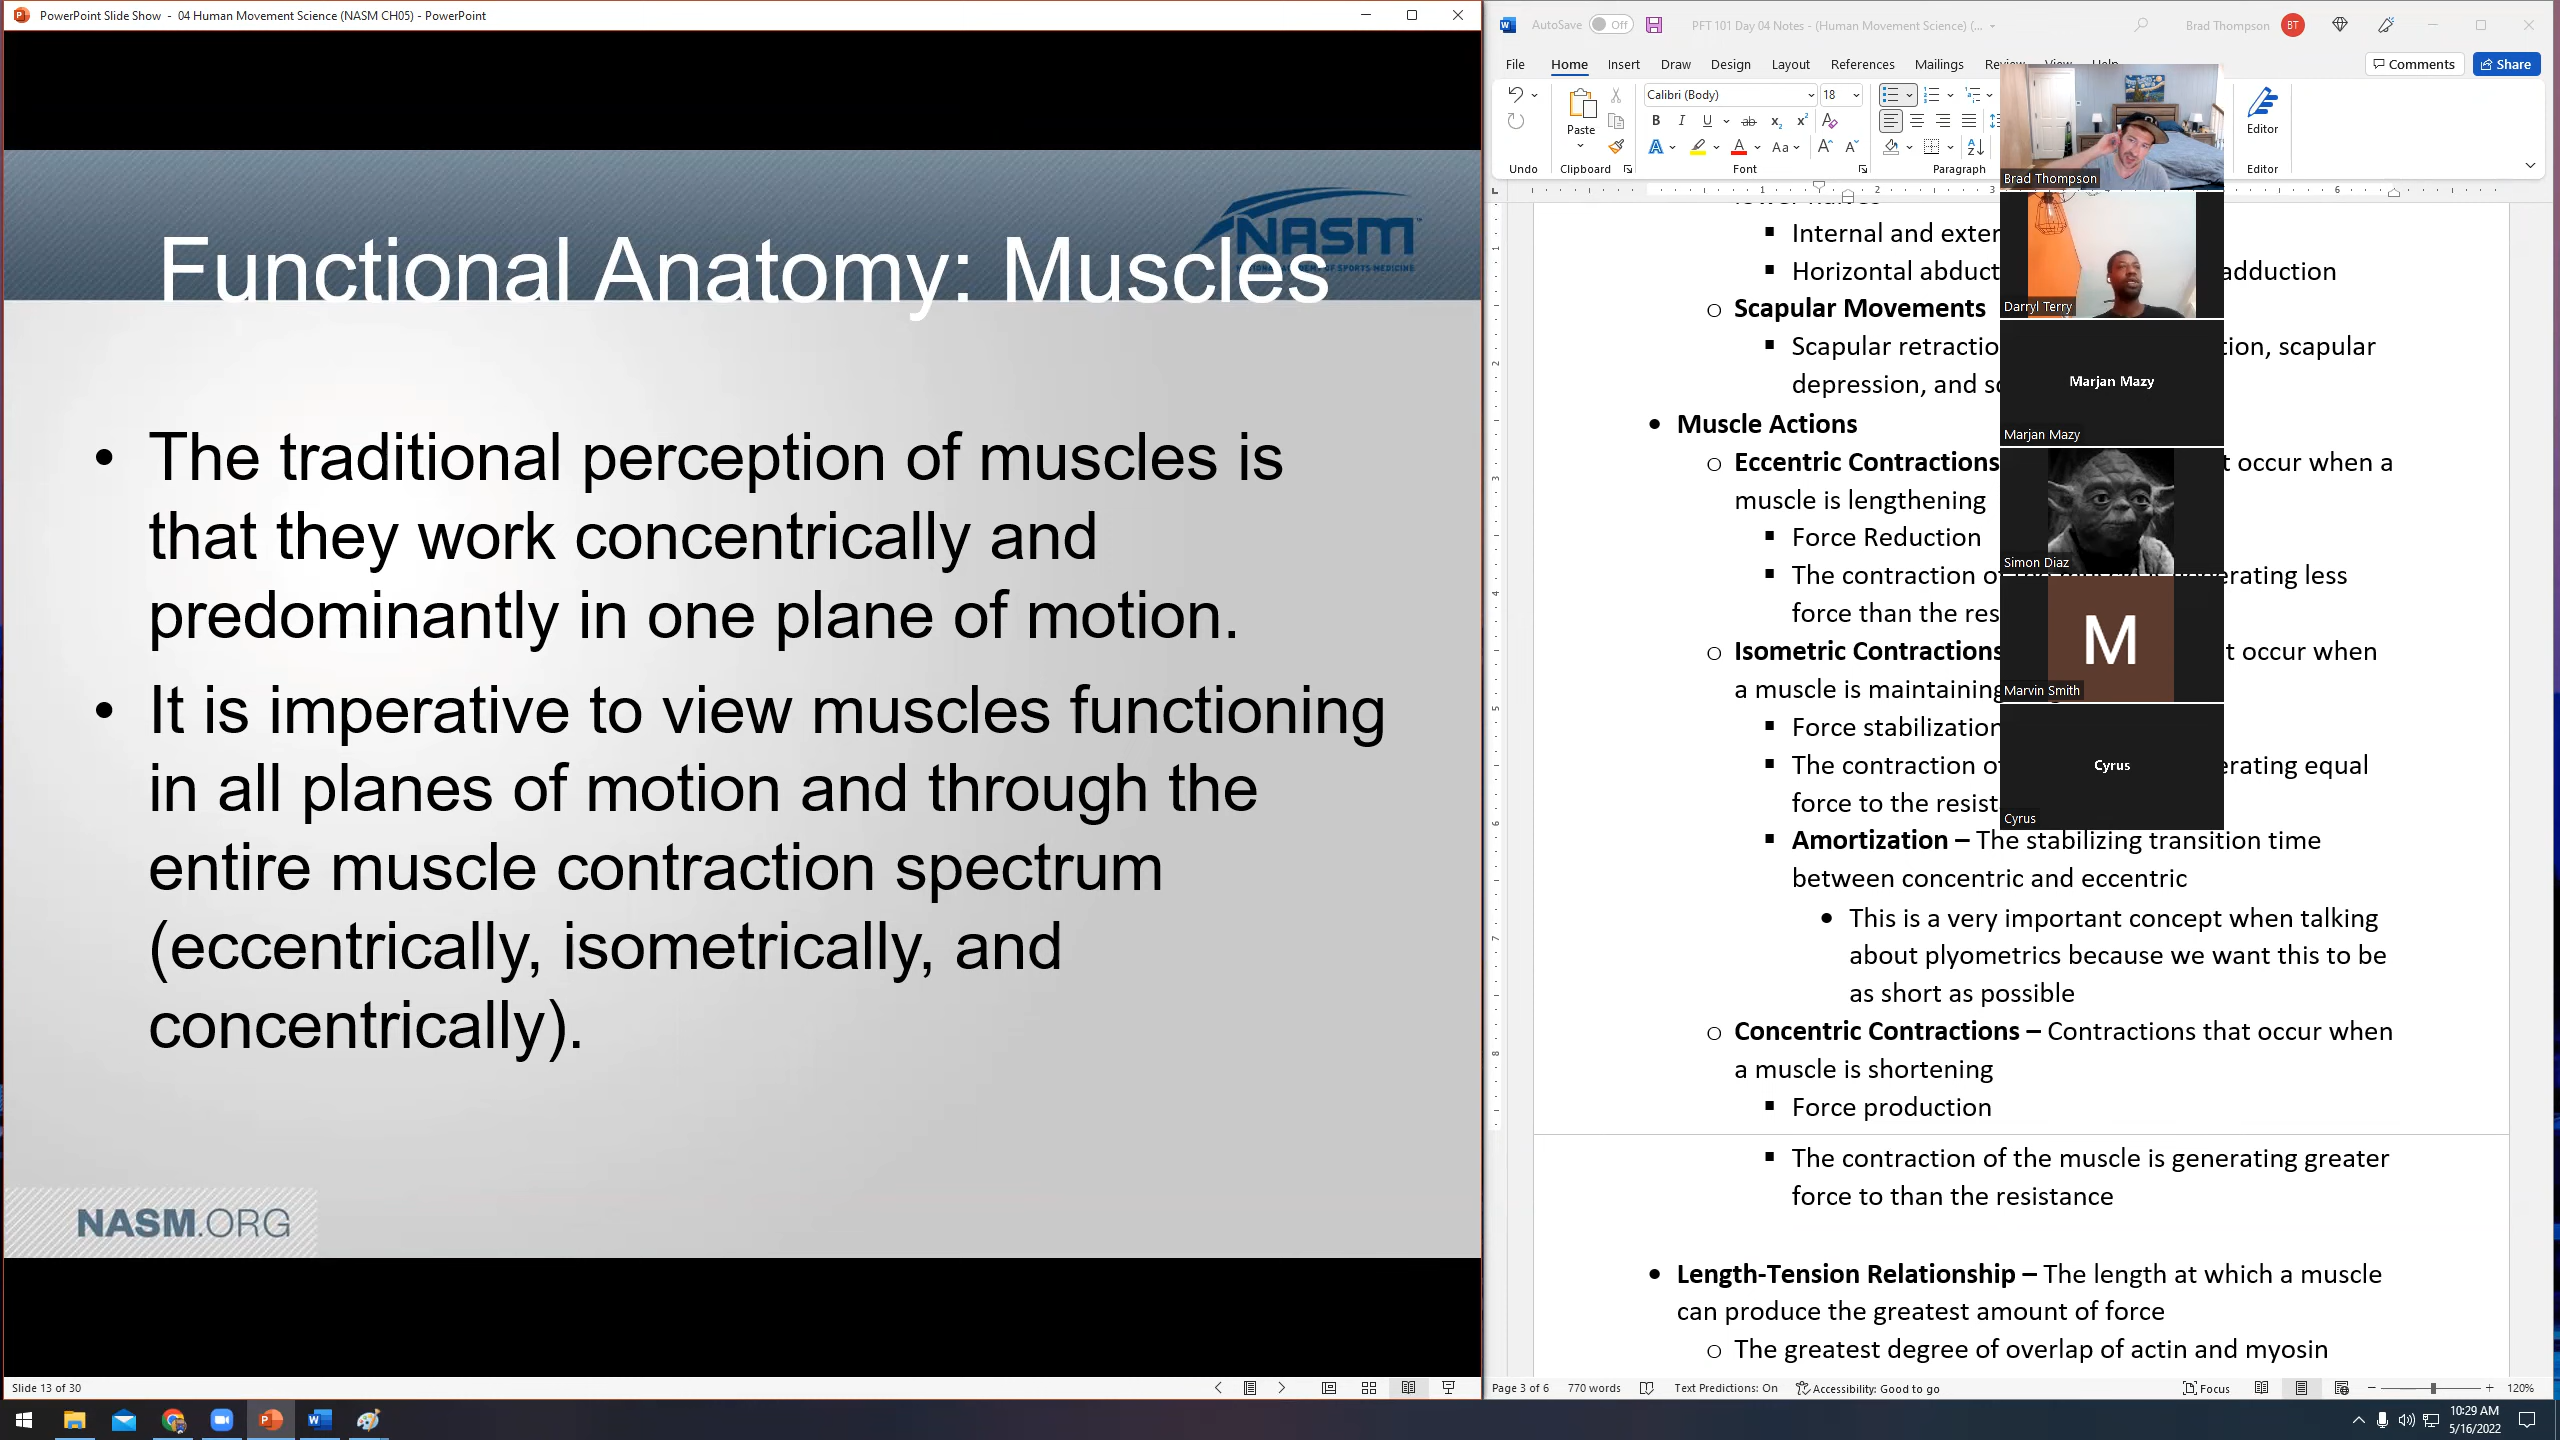 PowerPoint Slide Show - 04 Human Movement Science (NASM CH05) - PowerPoint
NASM
Functional Anatomy: Muscles
• The traditional perception of muscles is
that they work concentrically and
predominantly in one plane of motion.
• It is imperative to view muscles functioning
in all planes of motion and through the
entire muscle contraction spectrum
(eccentrically, isometrically, and
concentrically).
NASM.ORG
Slide 13 of 30
AutoSave Off
PFT 101 Day 04 Notes - (Human Movement Science) (...
Brad Thompson BT
File Home Insert Draw Design Layout References Mailings Review View Help
Comments Share
Calibri (Body) 18
Paste
Editor
Undo Clipboard Font Paragraph Editor
Brad Thompson
Darryl Terry
Marjan Mazy
Marjan Mazy
Simon Diaz
M
Marvin Smith
Cyrus
Cyrus
▪ Internal and exter
▪ Horizontal abduct adduction
o Scapular Movements
▪ Scapular retractio tion, scapular
depression, and
• Muscle Actions
o Eccentric Contractions t occur when a
muscle is lengthening
▪ Force Reduction
▪ The contraction erating less
force than the res
o Isometric Contractions t occur when
a muscle is maintaining
▪ Force stabilization
▪ The contraction erating equal
force to the resist
▪ Amortization – The stabilizing transition time
between concentric and eccentric
• This is a very important concept when talking
about plyometrics because we want this to be
as short as possible
o Concentric Contractions – Contractions that occur when
a muscle is shortening
▪ Force production
▪ The contraction of the muscle is generating greater
force to than the resistance
• Length-Tension Relationship – The length at which a muscle
can produce the greatest amount of force
o The greatest degree of overlap of actin and myosin
Page 3 of 6 770 words Text Predictions: On Accessibility: Good to go Focus 120%
10:29 AM
5/16/2022